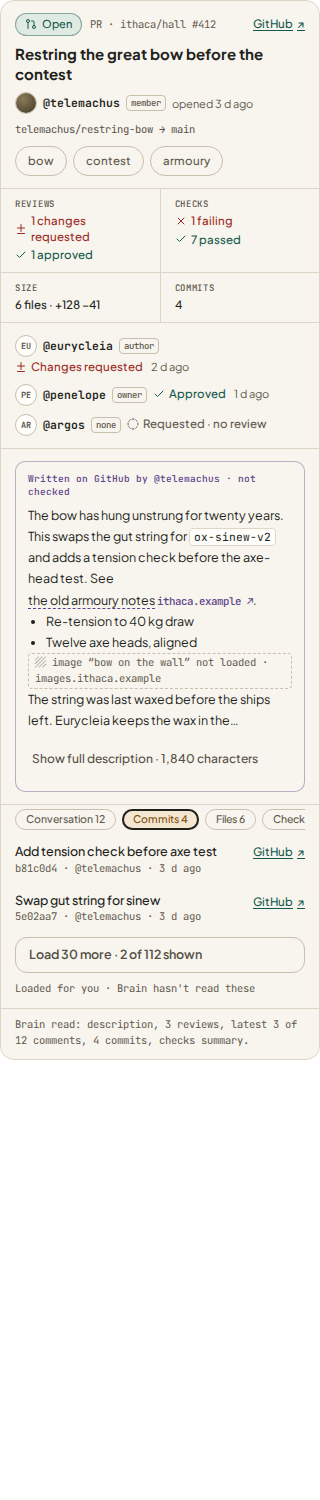 Open PR · ithaca/hall #412 GitHub ↗
Restring the great bow before the
contest
@telemachus member opened 3 d ago
telemachus/restring-bow → main
bow contest armoury
REVIEWS
± 1 changes
requested
✓ 1 approved
CHECKS
× 1 failing
✓ 7 passed
SIZE
6 files · +128 −41
COMMITS
4
EU @eurycleia author
± Changes requested 2 d ago
PE @penelope owner ✓ Approved 1 d ago
AR @argos none Requested · no review
Written on GitHub by @telemachus · not
checked
The bow has hung unstrung for twenty years.
This swaps the gut string for ox-sinew-v2
and adds a tension check before the axe-
head test. See
the old armoury notes ithaca.example ↗.
• Re-tension to 40 kg draw
• Twelve axe heads, aligned
image “bow on the wall” not loaded ·
images.ithaca.example
The string was last waxed before the ships
left. Eurycleia keeps the wax in the…
Show full description · 1,840 characters
Conversation 12 Commits 4 Files 6 Check
Add tension check before axe test GitHub ↗
b81c0d4 · @telemachus · 3 d ago
Swap gut string for sinew GitHub ↗
5e02aa7 · @telemachus · 3 d ago
Load 30 more · 2 of 112 shown
Loaded for you · Brain hasn't read these
Brain read: description, 3 reviews, latest 3 of
12 comments, 4 commits, checks summary.